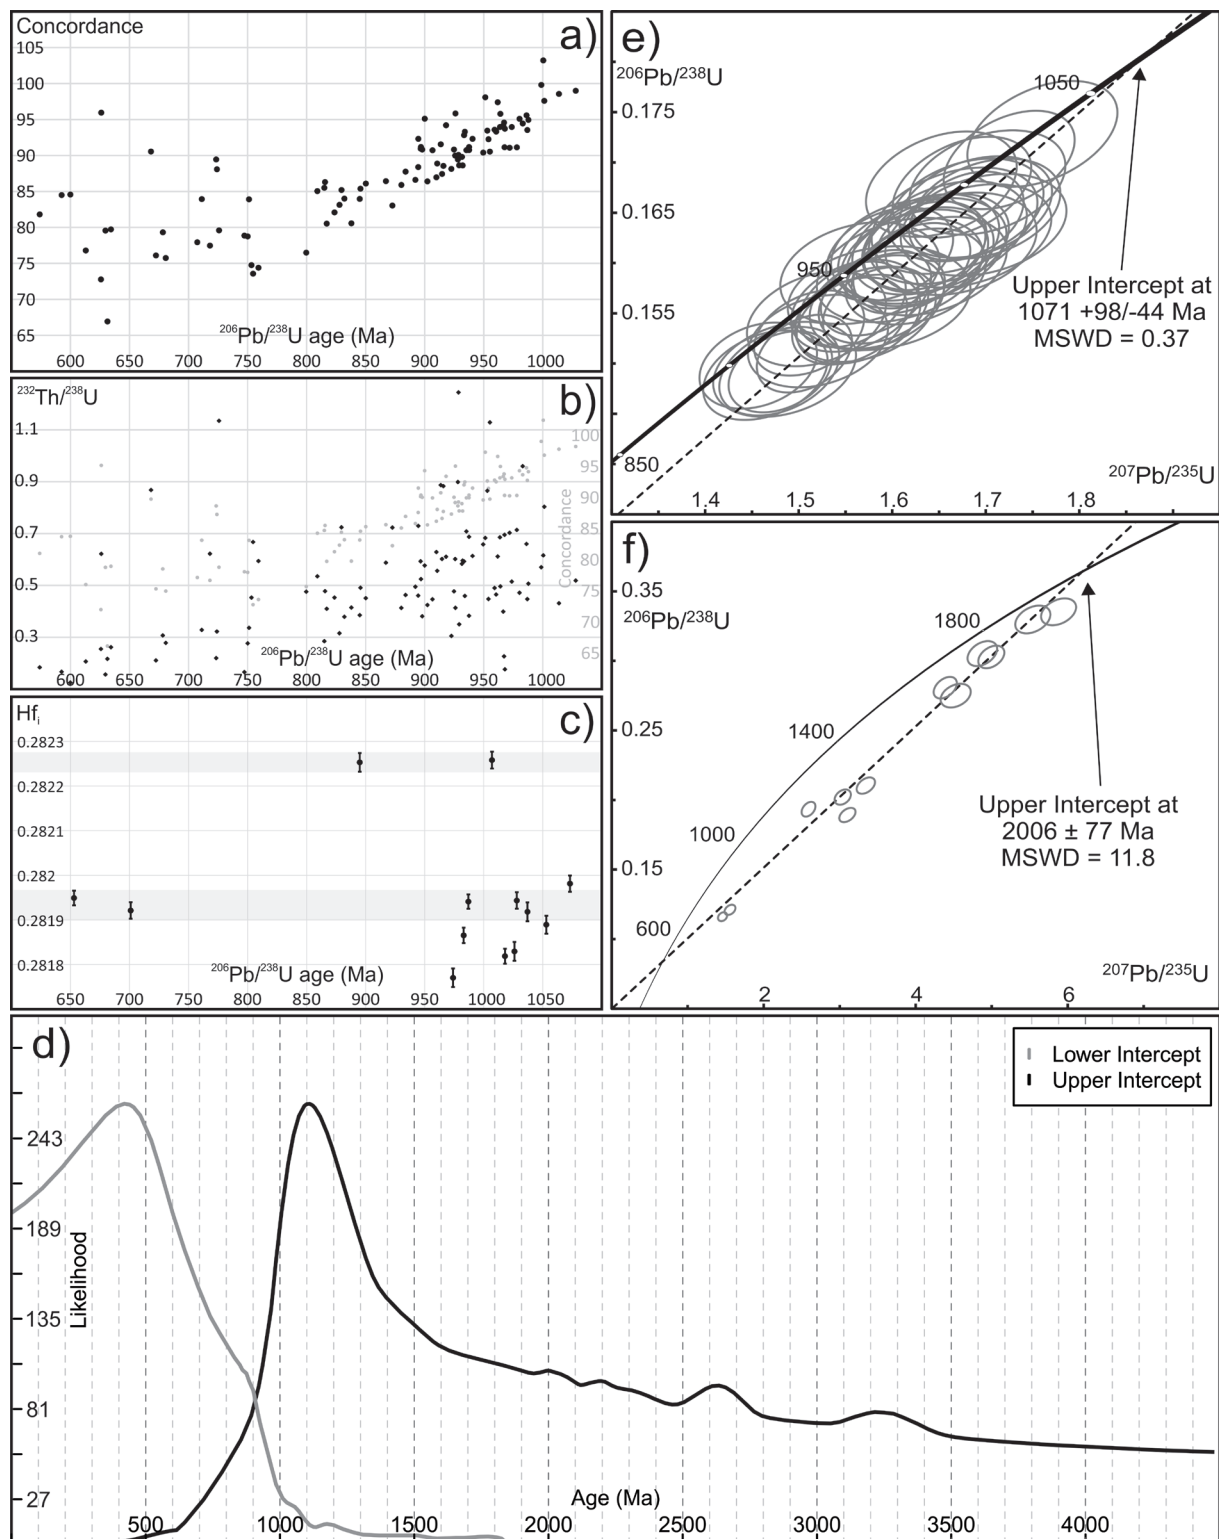 Concordance
a)
105
100
95
90
85
80
75
70
65
206Pb/238U age (Ma)
600 650 700 750 800 850 900 950 1000
232Th/238U
b)
1.1
0.9
0.7
0.5
0.3
100
95
90
85
80
75
70
65
Concordance
206Pb/238U age (Ma)
600 650 700 750 800 850 900 950 1000
Hfi
c)
0.2823
0.2822
0.2821
0.282
0.2819
0.2818
206Pb/238U age (Ma)
650 700 750 800 850 900 950 1000 1050
e)
206Pb/238U
0.175
0.165
0.155
1050
950
850
Upper Intercept at
1071 +98/-44 Ma
MSWD = 0.37
207Pb/235U
1.4 1.5 1.6 1.7 1.8
f)
0.35
206Pb/238U
0.25
0.15
1800
1400
1000
600
Upper Intercept at
2006 ± 77 Ma
MSWD = 11.8
207Pb/235U
2 4 6
d)
Lower Intercept
Upper Intercept
243
189
135
81
27
Likelihood
Age (Ma)
500 1000 1500 2000 2500 3000 3500 4000